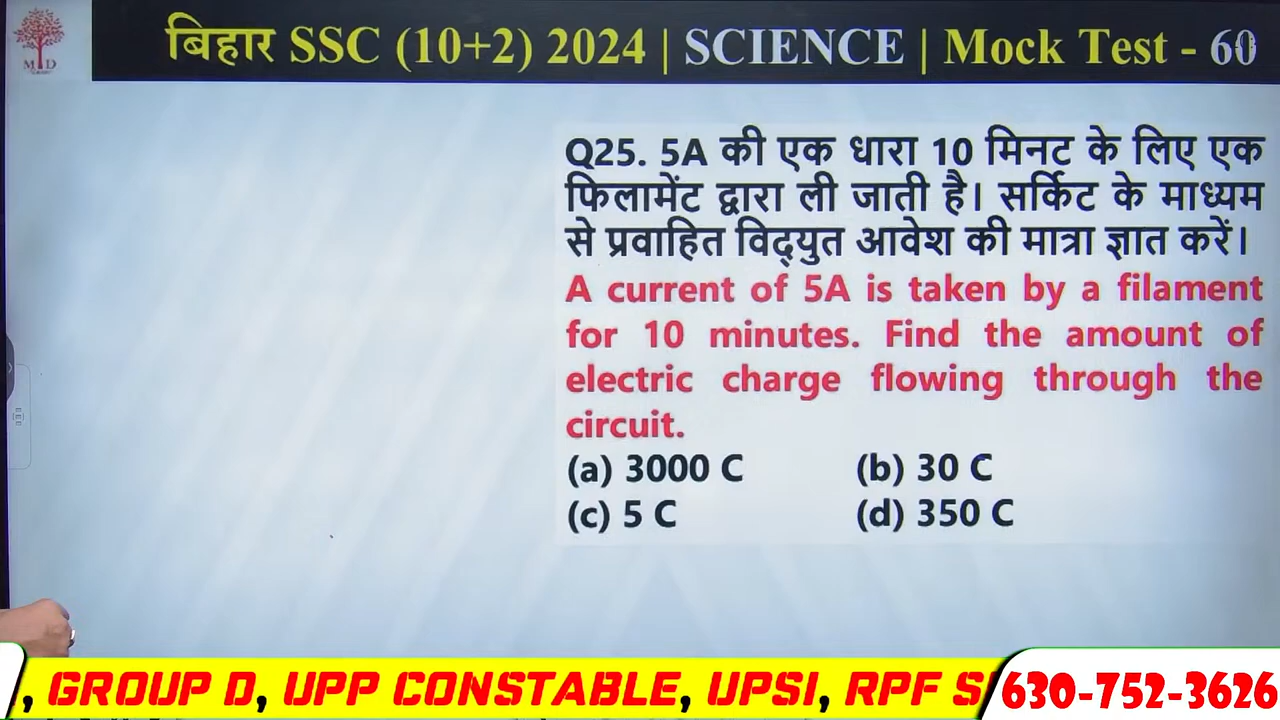 बिहार SSC (10+2) 2024 | SCIENCE | Mock Test - 60
M D
Q25. 5A की एक धारा 10 मिनट के लिए एक
फिलामेंट द्वारा ली जाती है। सर्किट के माध्यम
से प्रवाहित विद्युत आवेश की मात्रा ज्ञात करें।
A current of 5A is taken by a filament
for 10 minutes. Find the amount of
electric charge flowing through the
circuit.
(a) 3000 C (b) 30 C
(c) 5 C (d) 350 C
, GROUP D, UPP CONSTABLE, UPSI, RPF S
630-752-3626